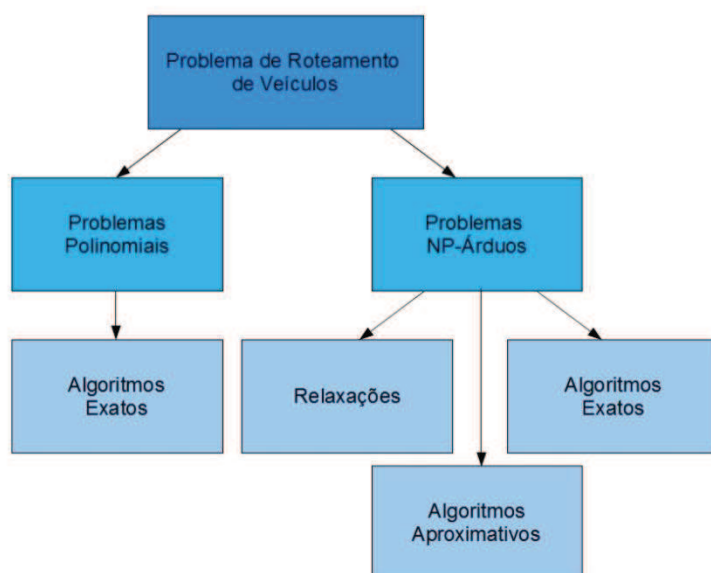 Problema de Roteamento
de Veículos
Problemas
Polinomiais
Problemas
NP-Árduos
Algoritmos
Exatos
Relaxações
Algoritmos
Exatos
Algoritmos
Aproximativos